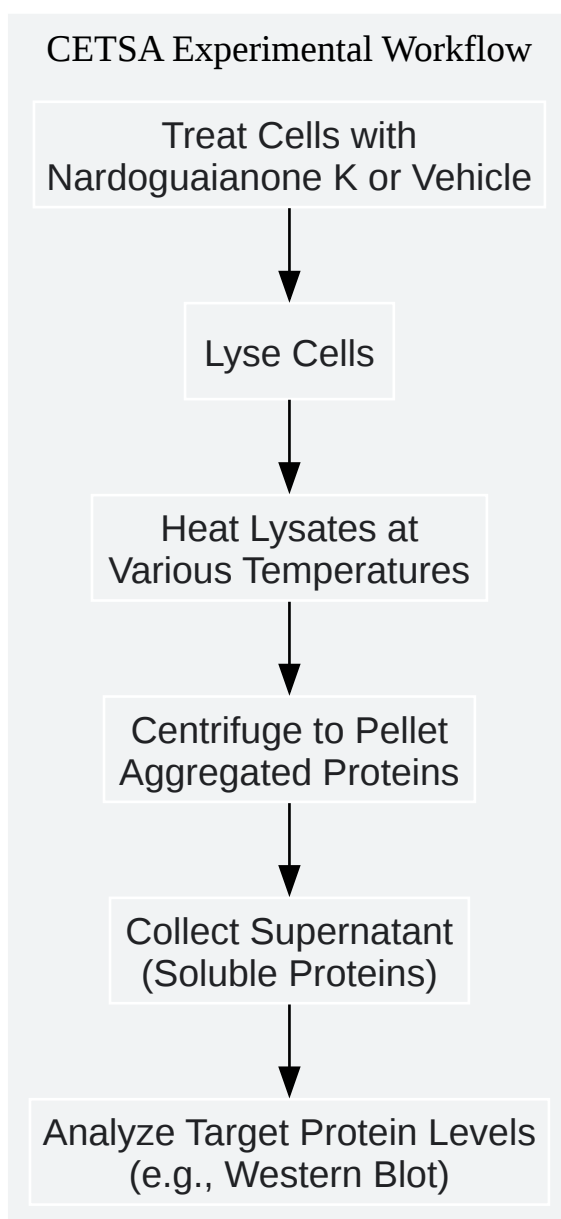 CETSA Experimental Workflow
Treat Cells with
Nardoguaianone K or Vehicle
Lyse Cells
Heat Lysates at
Various Temperatures
Centrifuge to Pellet
Aggregated Proteins
Collect Supernatant
(Soluble Proteins)
Analyze Target Protein Levels
(e.g., Western Blot)